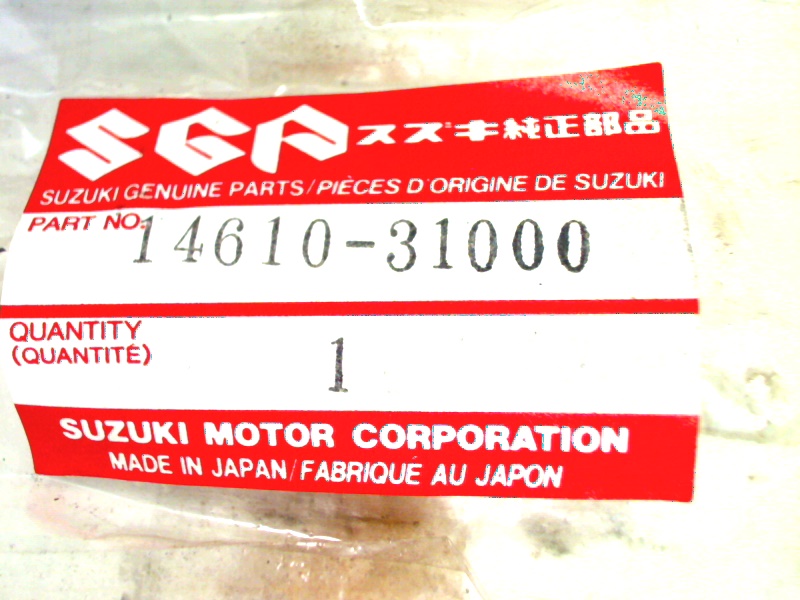 SGP スズキ純正部品
SUZUKI GENUINE PARTS/PIÈCES D'ORIGINE DE SUZUKI
PART NO. 14610-31000
QUANTITY
(QUANTITÉ) 1
SUZUKI MOTOR CORPORATION
MADE IN JAPAN/FABRIQUE AU JAPON